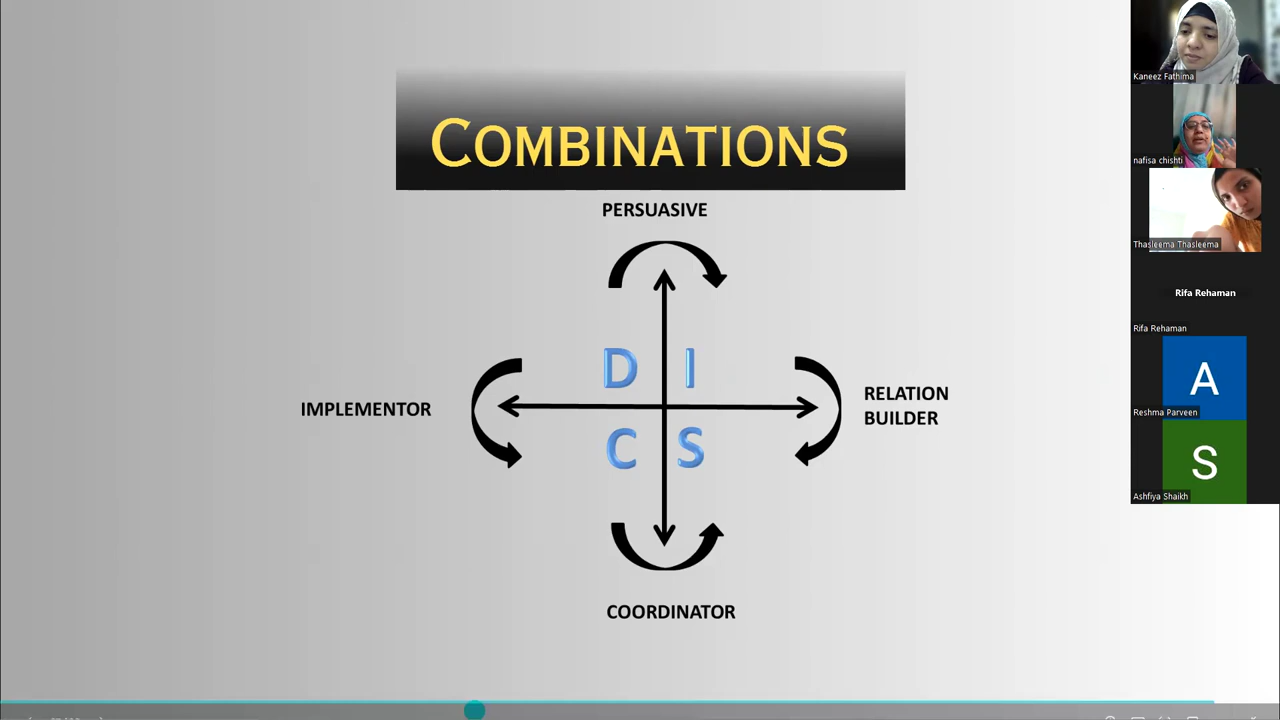 COMBINATIONS
PERSUASIVE
D I
IMPLEMENTOR
RELATION
BUILDER
C S
COORDINATOR
Kaneez Fathima
nafisa chishti
Thasleema Thasleema
Rifa Rehaman
Rifa Rehaman
A
Reshma Parveen
S
Ashfiya Shaikh